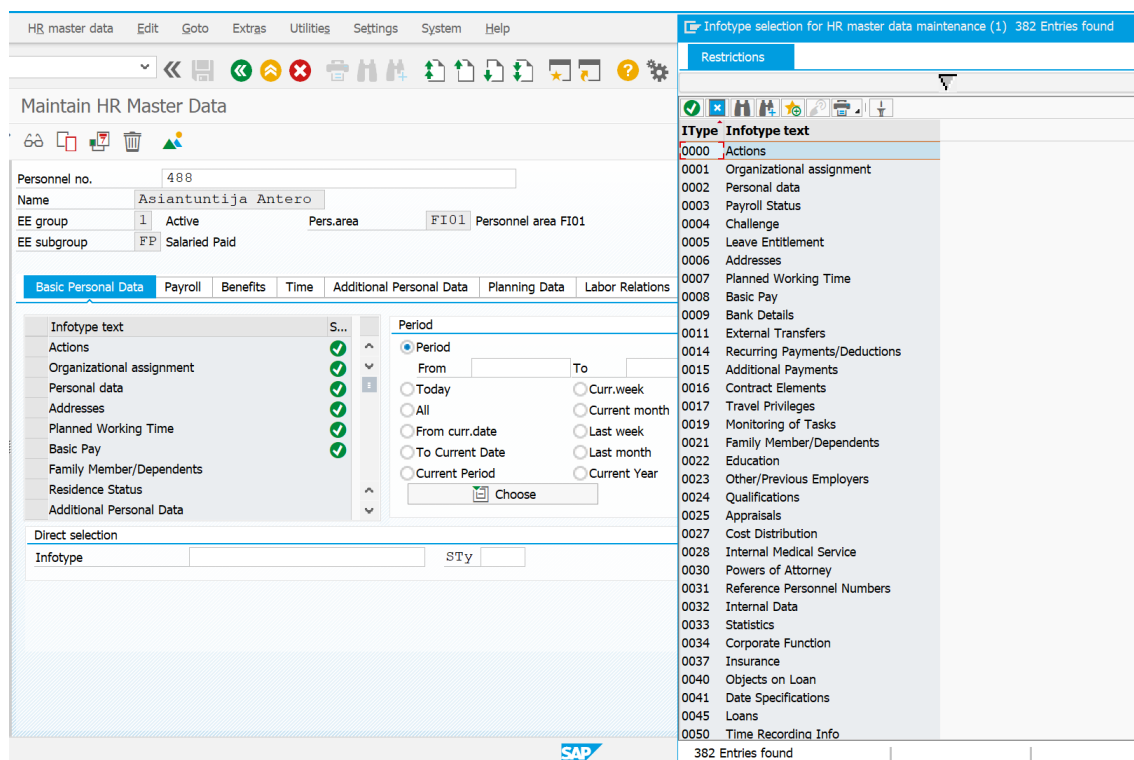 HR master data Edit Goto Extras Utilities Settings System Help
Maintain HR Master Data
Personnel no. 488
Name Asiantuntija Antero
EE group 1 Active Pers.area FI01 Personnel area FI01
EE subgroup FP Salaried Paid
Basic Personal Data Payroll Benefits Time Additional Personal Data Planning Data Labor Relations
Infotype text S...
Actions
Organizational assignment
Personal data
Addresses
Planned Working Time
Basic Pay
Family Member/Dependents
Residence Status
Additional Personal Data
Period
Period
From To
Today Curr.week
All Current month
From curr.date Last week
To Current Date Last month
Current Period Current Year
Choose
Direct selection
Infotype STy
SAP
Infotype selection for HR master data maintenance (1) 382 Entries found
Restrictions
IType Infotype text
0000 Actions
0001 Organizational assignment
0002 Personal data
0003 Payroll Status
0004 Challenge
0005 Leave Entitlement
0006 Addresses
0007 Planned Working Time
0008 Basic Pay
0009 Bank Details
0011 External Transfers
0014 Recurring Payments/Deductions
0015 Additional Payments
0016 Contract Elements
0017 Travel Privileges
0019 Monitoring of Tasks
0021 Family Member/Dependents
0022 Education
0023 Other/Previous Employers
0024 Qualifications
0025 Appraisals
0027 Cost Distribution
0028 Internal Medical Service
0030 Powers of Attorney
0031 Reference Personnel Numbers
0032 Internal Data
0033 Statistics
0034 Corporate Function
0037 Insurance
0040 Objects on Loan
0041 Date Specifications
0045 Loans
0050 Time Recording Info
382 Entries found